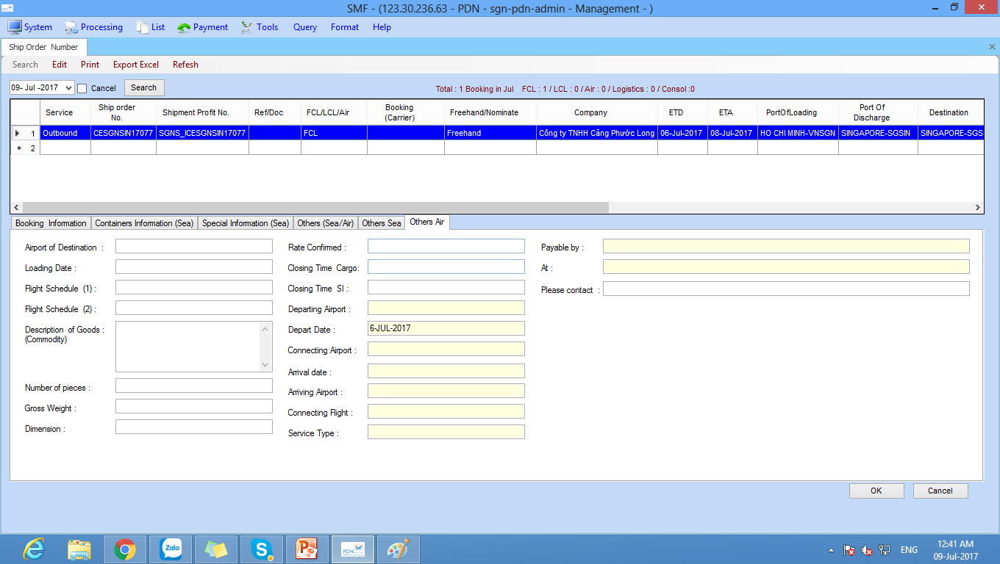 SMF - (123.30.236.63 - PDN - sgn-pdn-admin - Management - )
System Processing List Payment Tools Query Format Help
Ship Order Number
Search Edit Print Export Excel Refesh
09- Jul -2017 Cancel Search Total : 1 Booking in Jul FCL : 1 / LCL : 0 / Air : 0 / Logistics : 0 / Consol :0
Service Ship order No. Shipment Profit No. Ref/Doc FCL/LCL/Air Booking (Carrier) Freehand/Nominate Company ETD ETA PortOfLoading Port Of Discharge Destination
1 Outbound CESGNSIN17077 SGNS_ICESGNSIN17077 FCL Freehand Công ty TNHH Cảng Phước Long 06-Jul-2017 08-Jul-2017 HO CHI MINH-VNSGN SINGAPORE-SGSIN SINGAPORE-SGS
* 2
Booking Information Containers Information (Sea) Special Information (Sea) Others (Sea/Air) Others Sea Others Air
Airport of Destination : Rate Confirmed : Payable by :
Loading Date : Closing Time Cargo: At :
Flight Schedule (1) : Closing Time SI : Please contact :
Flight Schedule (2) : Departing Airport :
Description of Goods : Depart Date : 6-JUL-2017
(Commodity)
Connecting Airport :
Arrival date :
Number of pieces : Arriving Airport :
Gross Weight : Connecting Flight :
Dimension : Service Type :
OK Cancel
Zalo PDN ENG 12:41 AM
09-Jul-2017